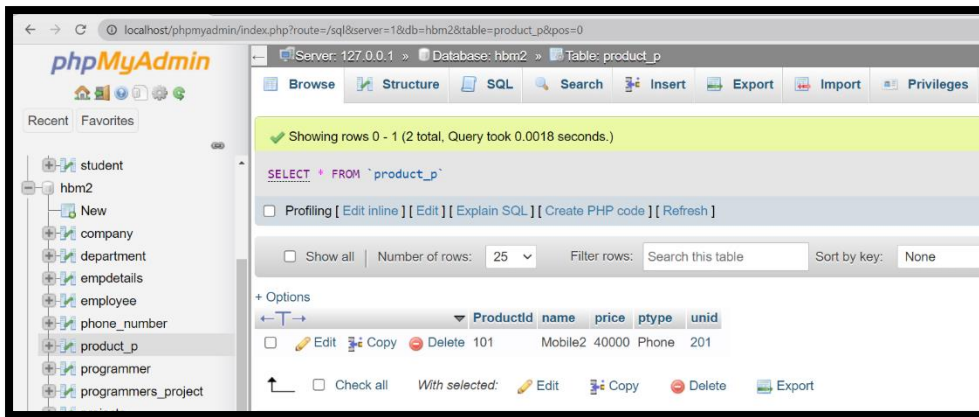 localhost/phpmyadmin/index.php?route=/sql&server=1&db=hbm2&table=product_p&pos=0
phpMyAdmin
Recent Favorites
student
hbm2
New
company
department
empdetails
employee
phone_number
product_p
programmer
programmers_project
Server: 127.0.0.1 » Database: hbm2 » Table: product_p
Browse Structure SQL Search Insert Export Import Privileges
Showing rows 0 - 1 (2 total, Query took 0.0018 seconds.)
SELECT * FROM `product_p`
Profiling [ Edit inline ] [ Edit ] [ Explain SQL ] [ Create PHP code ] [ Refresh ]
Show all | Number of rows: 25 Filter rows: Search this table Sort by key: None
+ Options
←T→ ProductId name price ptype unid
Edit Copy Delete 101 Mobile2 40000 Phone 201
Check all With selected: Edit Copy Delete Export